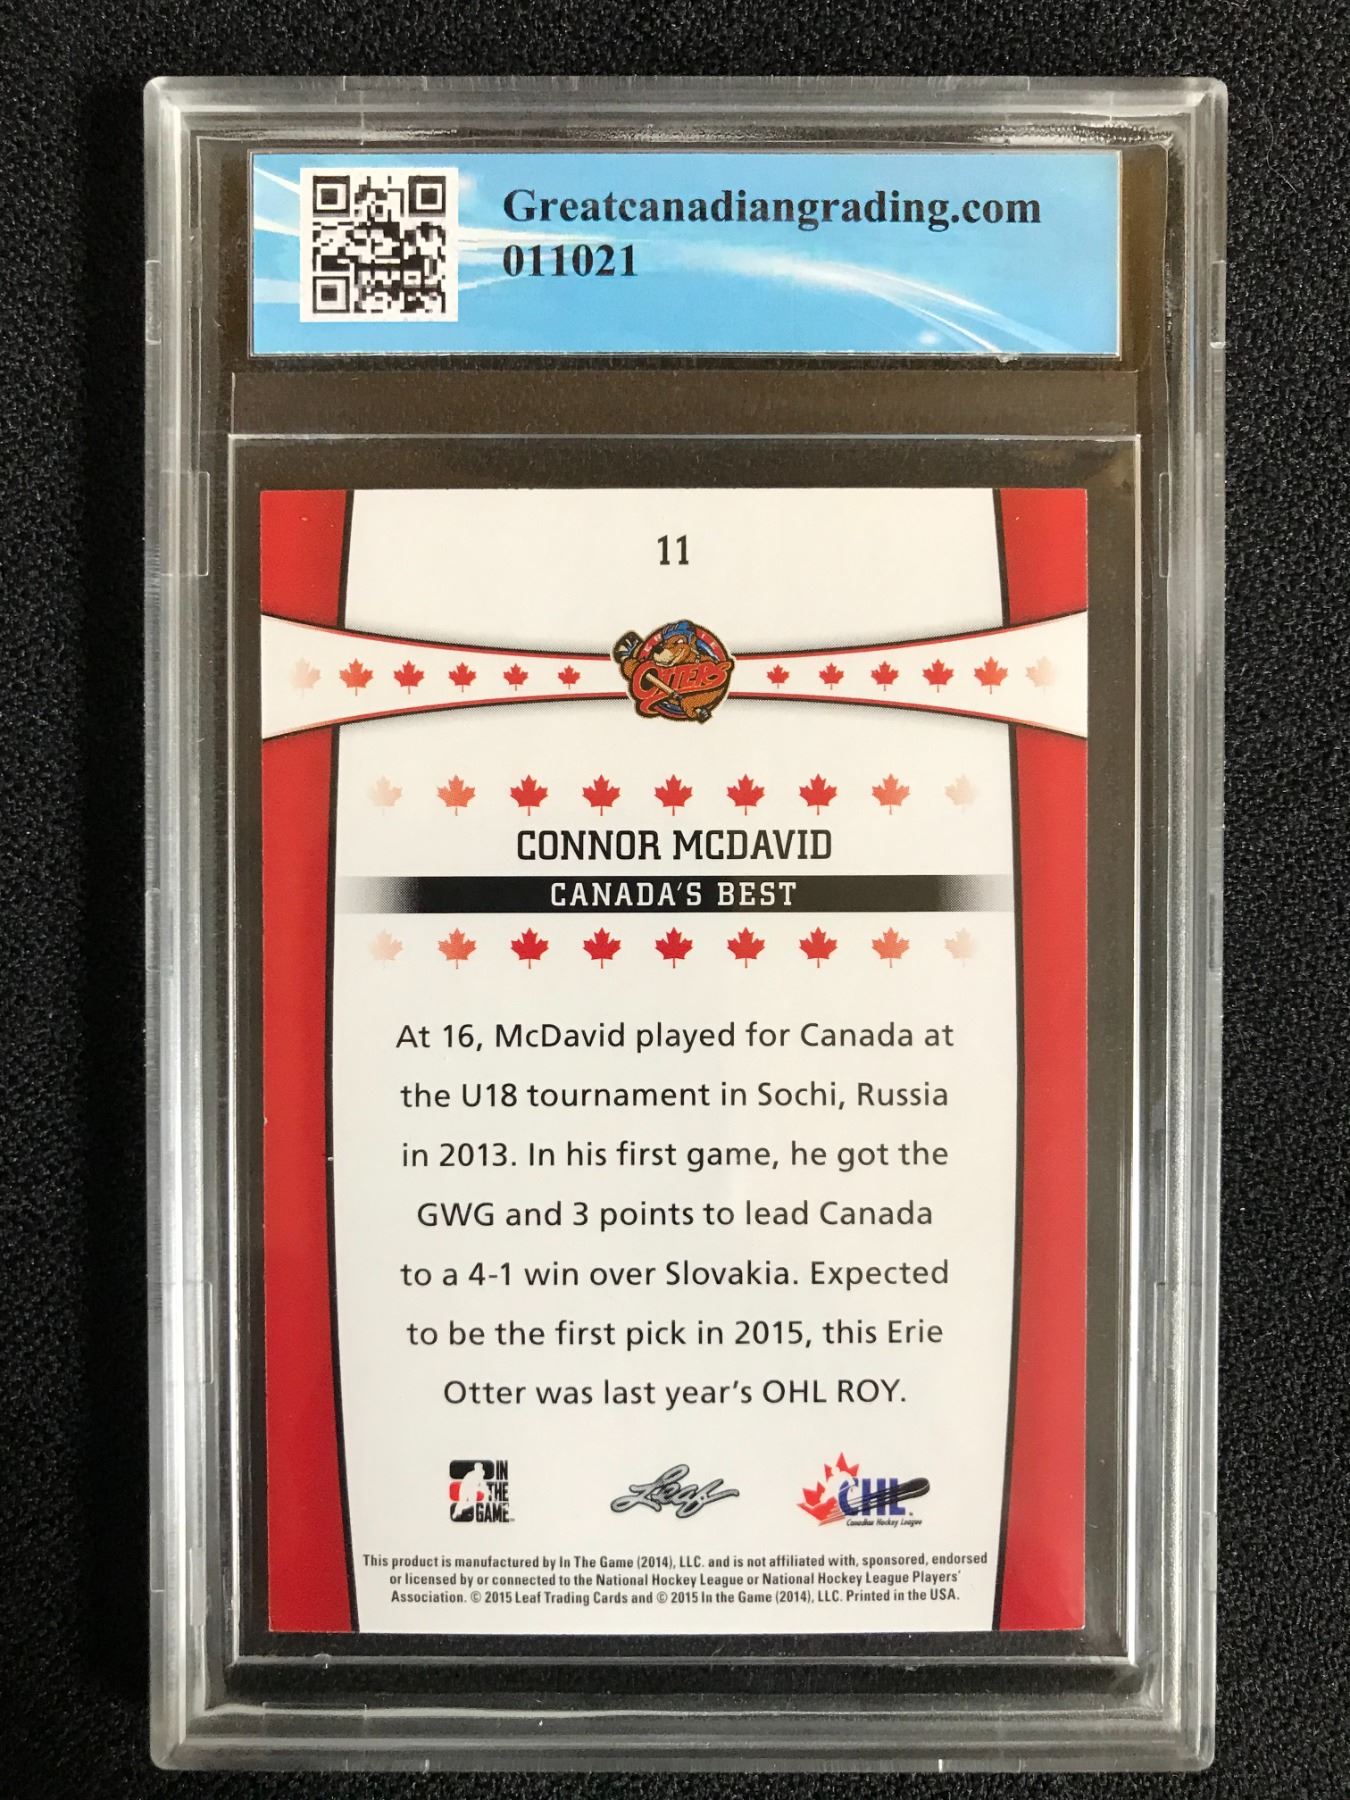 Greatcanadiangrading.com
011021
11
ERIE
OTTERS
CONNOR MCDAVID
CANADA'S BEST
At 16, McDavid played for Canada at
the U18 tournament in Sochi, Russia
in 2013. In his first game, he got the
GWG and 3 points to lead Canada
to a 4-1 win over Slovakia. Expected
to be the first pick in 2015, this Erie
Otter was last year's OHL ROY.
IN
THE
GAME
Leaf
CHL
Canadian Hockey League
This product is manufactured by In The Game (2014), LLC. and is not affiliated with, sponsored, endorsed
or licensed by or connected to the National Hockey League or National Hockey League Players'
Association. © 2015 Leaf Trading Cards and © 2015 In the Game (2014), LLC. Printed in the USA.